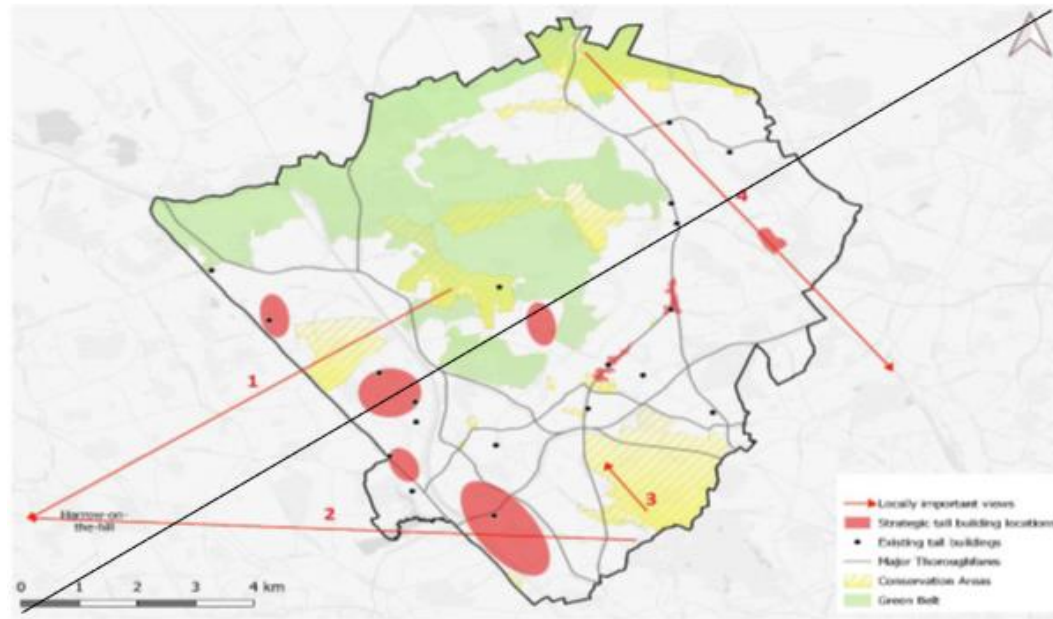 4
1
2
3
Harrow-on-
the-hill
0 1 2 3 4 km
Locally important views
Strategic tall building locations
Existing tall buildings
Major Thoroughfares
Conservation Areas
Green Belt